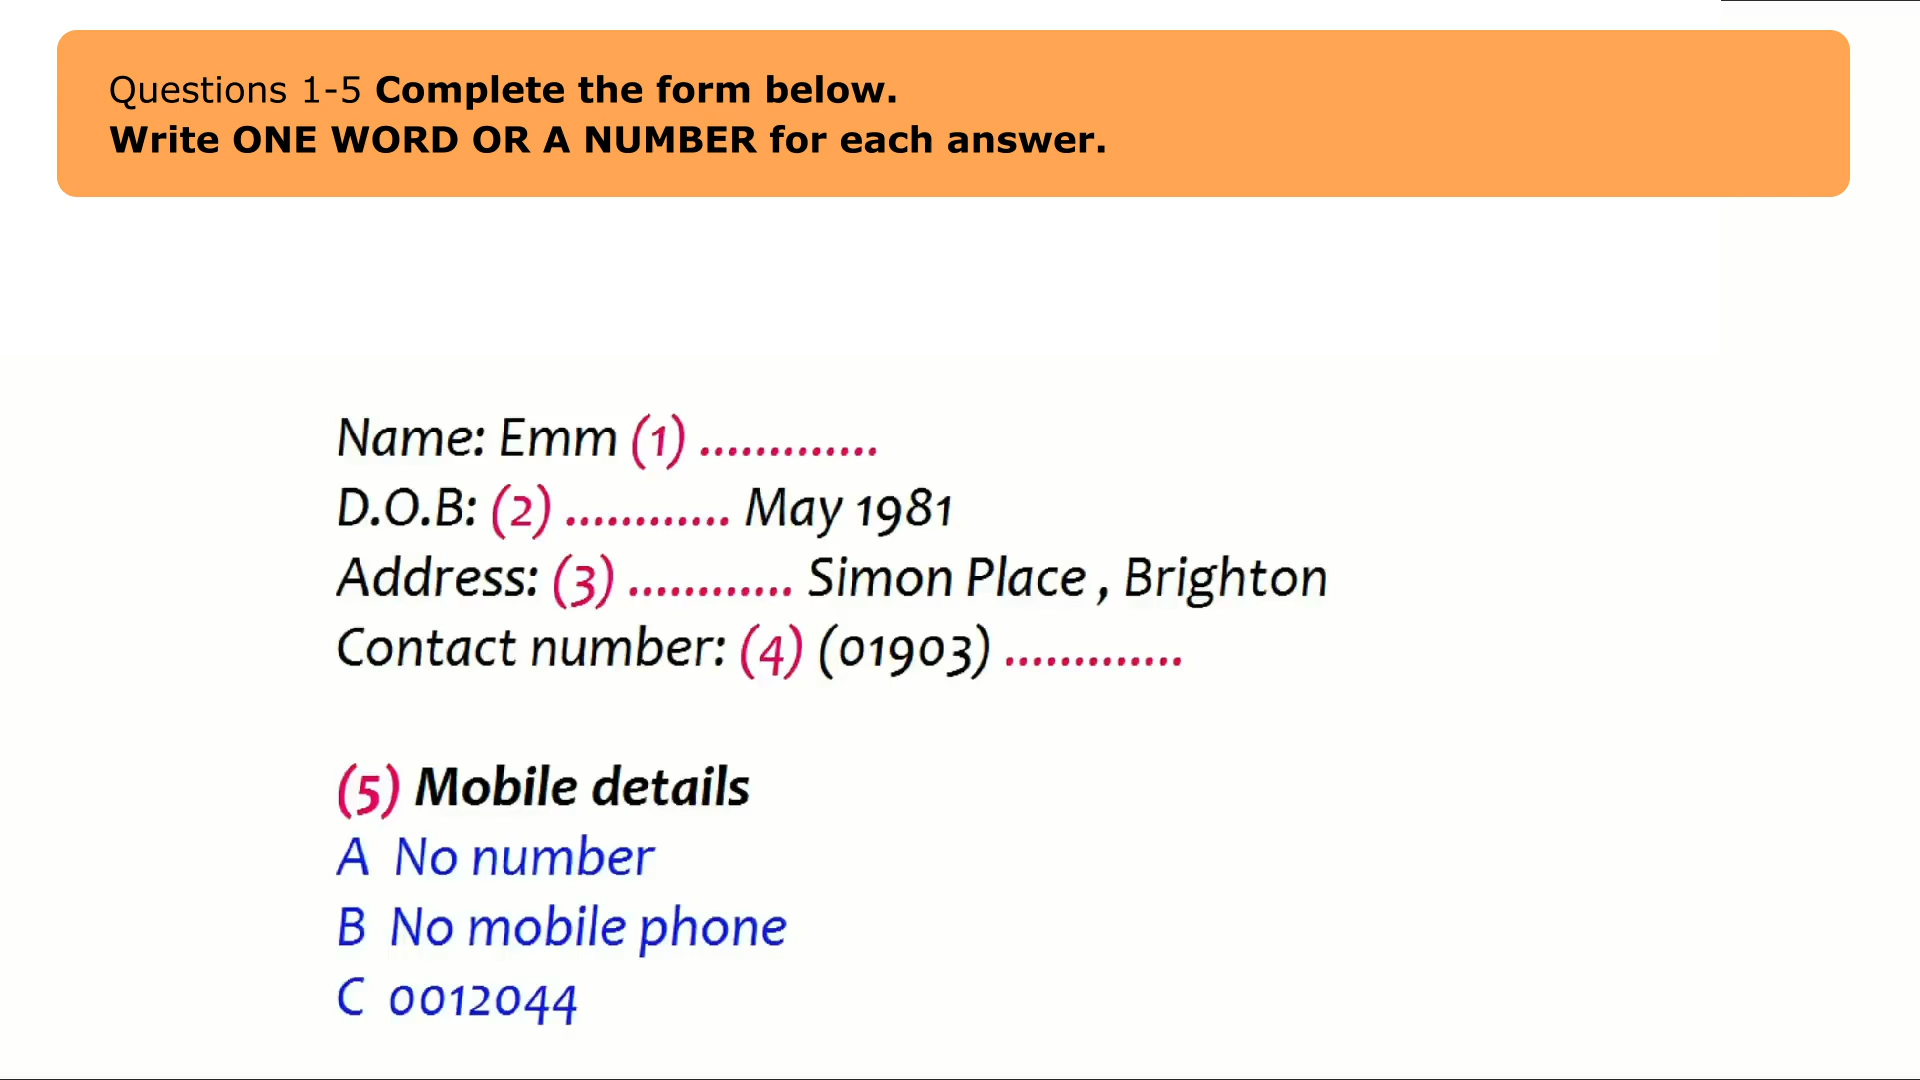 Questions 1-5 Complete the form below.
Write ONE WORD OR A NUMBER for each answer.
Name: Emm (1) .............
D.O.B: (2) ............ May 1981
Address: (3) ............ Simon Place , Brighton
Contact number: (4) (01903) .............
(5) Mobile details
A No number
B No mobile phone
C 0012044